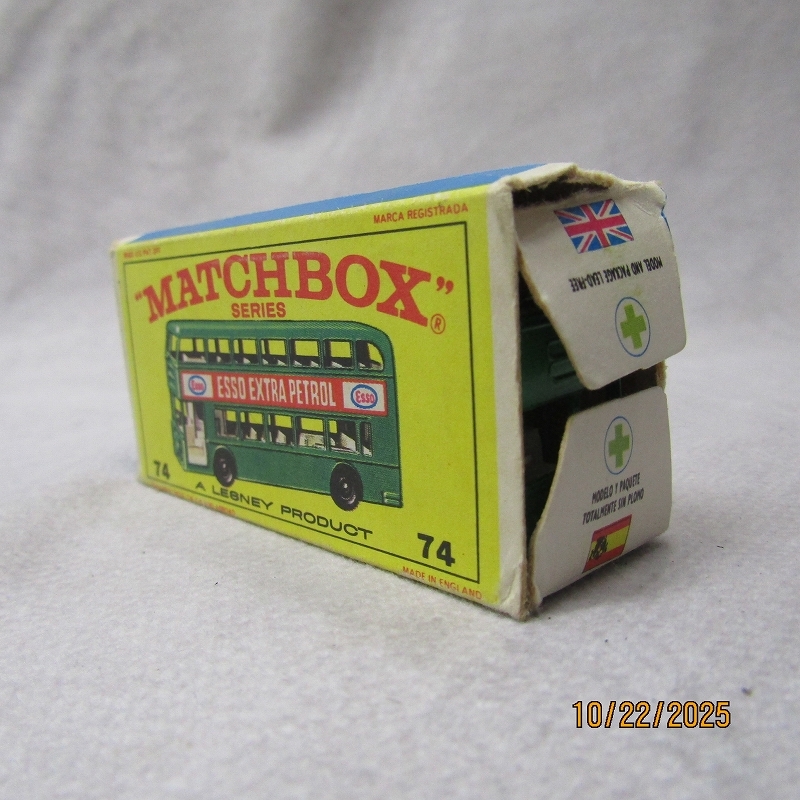 MARCA REGISTRADA
"MATCHBOX"
SERIES
®
Esso ESSO EXTRA PETROL Esso
74
A LESNEY PRODUCT
74
MADE IN ENGLAND
MODEL AND PACKAGE LEAD-FREE
MODELO Y PAQUETE
TOTALMENTE SIN PLOMO
10/22/2025